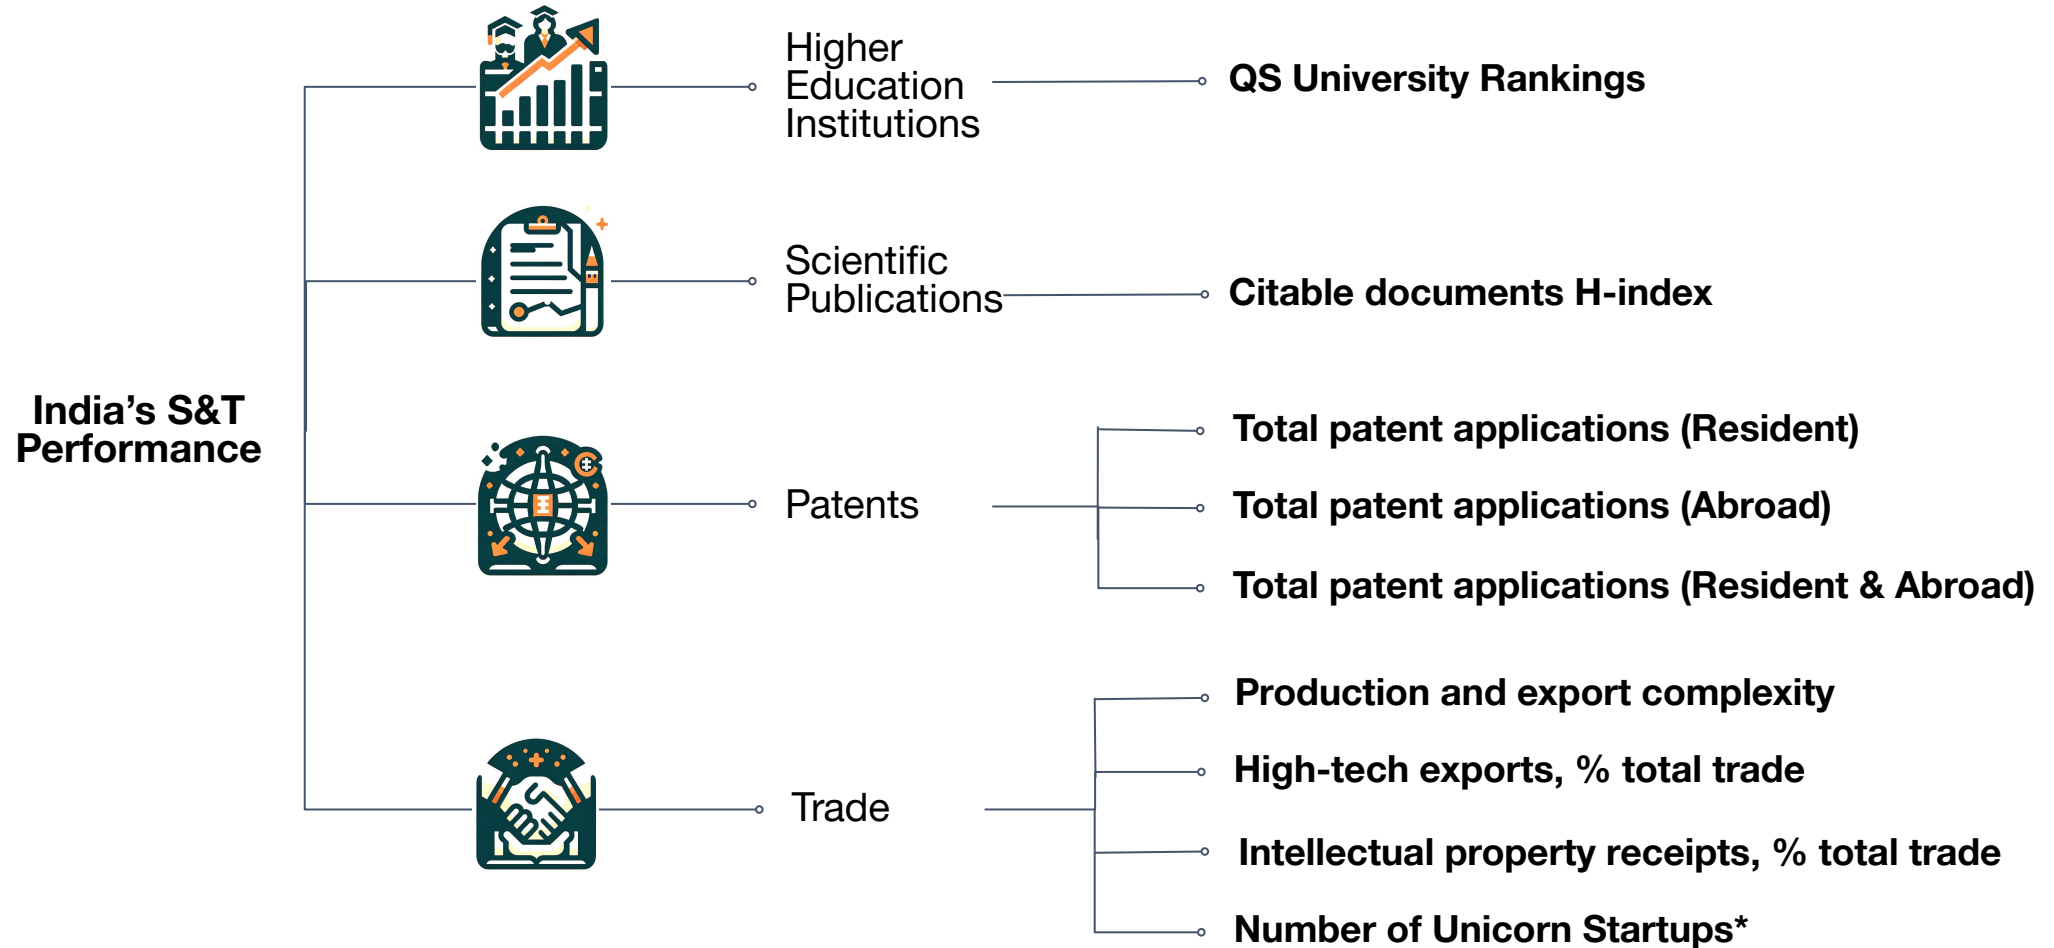 India’s S&T
Performance
Higher
Education
Institutions
QS University Rankings
Scientific
Publications
Citable documents H-index
Patents
Total patent applications (Resident)
Total patent applications (Abroad)
Total patent applications (Resident & Abroad)
Trade
Production and export complexity
High-tech exports, % total trade
Intellectual property receipts, % total trade
Number of Unicorn Startups*